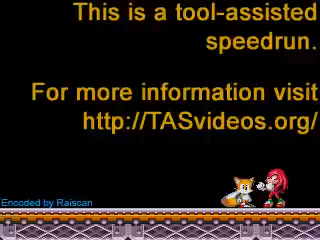 This is a tool-assisted
speedrun.
For more information visit
http://TASvideos.org/
Encoded by Raiscan